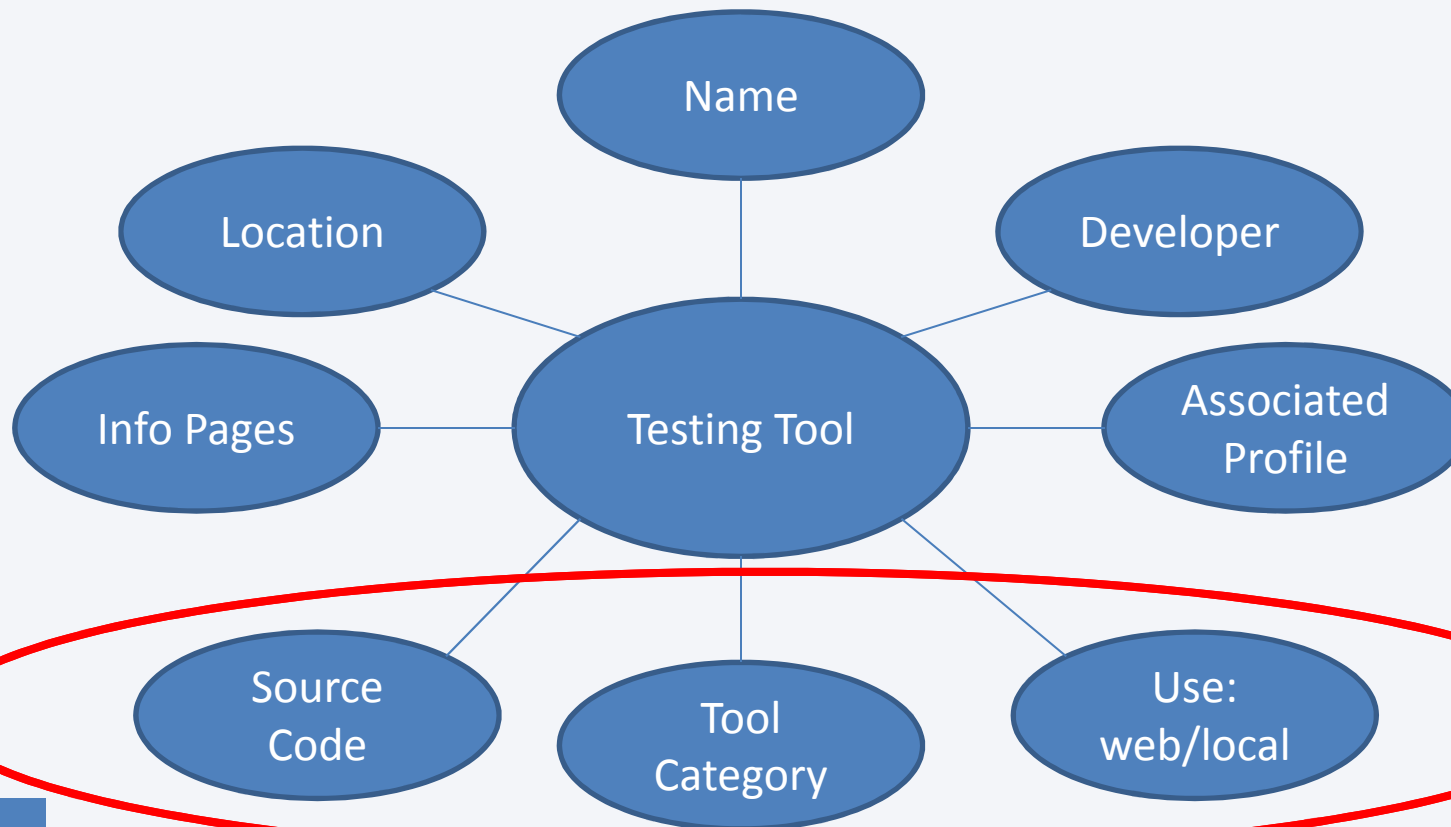 Name
Location
Developer
Info Pages
Testing Tool
Associated
Profile
Source
Code
Tool
Category
Use:
web/local